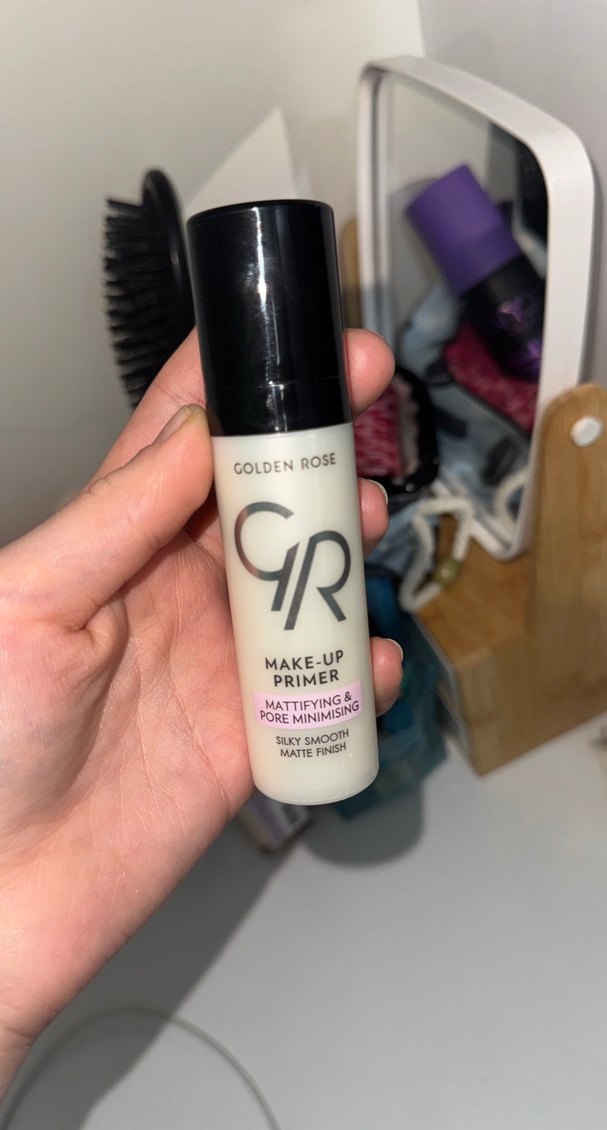 GOLDEN ROSE
GR
MAKE-UP
PRIMER
MATTIFYING &
PORE MINIMISING
SILKY SMOOTH
MATTE FINISH